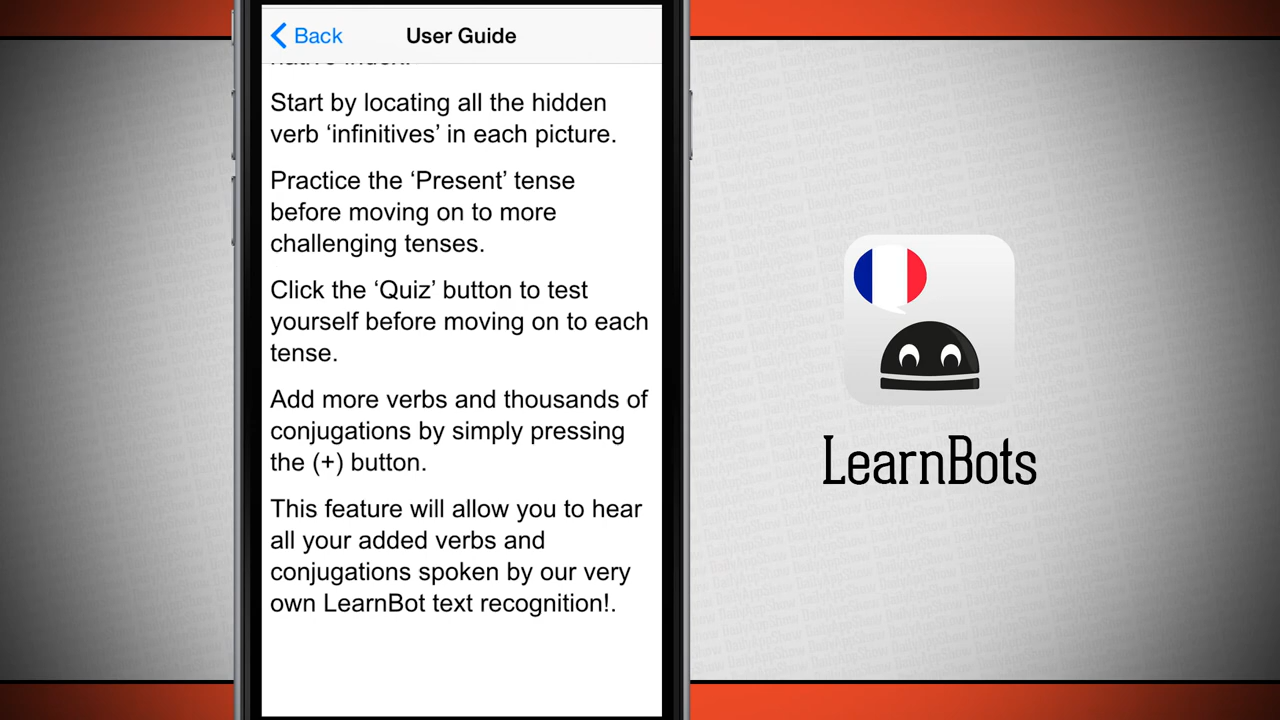 Back
User Guide
native index.
Start by locating all the hidden
verb ‘infinitives’ in each picture.
Practice the ‘Present’ tense
before moving on to more
challenging tenses.
Click the ‘Quiz’ button to test
yourself before moving on to each
tense.
Add more verbs and thousands of
conjugations by simply pressing
the (+) button.
This feature will allow you to hear
all your added verbs and
conjugations spoken by our very
own LearnBot text recognition!.
LearnBots